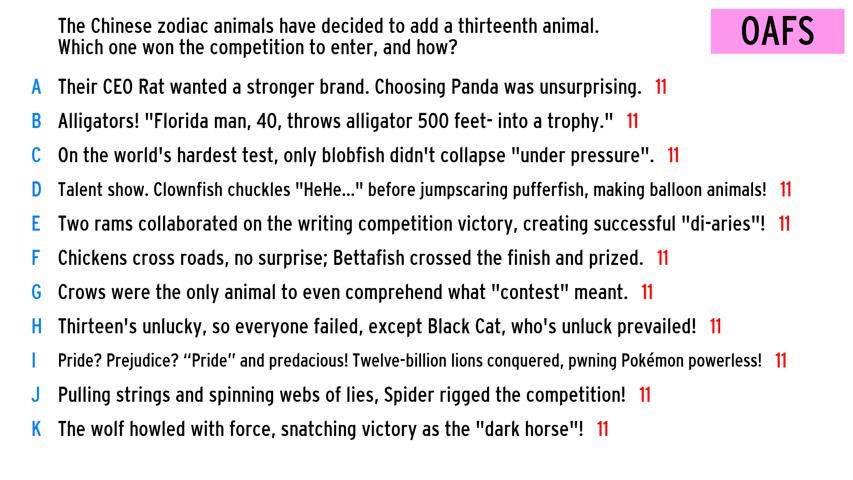 The Chinese zodiac animals have decided to add a thirteenth animal.
Which one won the competition to enter, and how?
OAFS
A Their CEO Rat wanted a stronger brand. Choosing Panda was unsurprising. 11
B Alligators! "Florida man, 40, throws alligator 500 feet- into a trophy." 11
C On the world's hardest test, only blobfish didn't collapse "under pressure". 11
D Talent show. Clownfish chuckles "HeHe..." before jumpscaring pufferfish, making balloon animals! 11
E Two rams collaborated on the writing competition victory, creating successful "di-aries"! 11
F Chickens cross roads, no surprise; Bettafish crossed the finish and prized. 11
G Crows were the only animal to even comprehend what "contest" meant. 11
H Thirteen's unlucky, so everyone failed, except Black Cat, who's unluck prevailed! 11
I Pride? Prejudice? “Pride” and predacious! Twelve-billion lions conquered, pwning Pokémon powerless! 11
J Pulling strings and spinning webs of lies, Spider rigged the competition! 11
K The wolf howled with force, snatching victory as the "dark horse"! 11